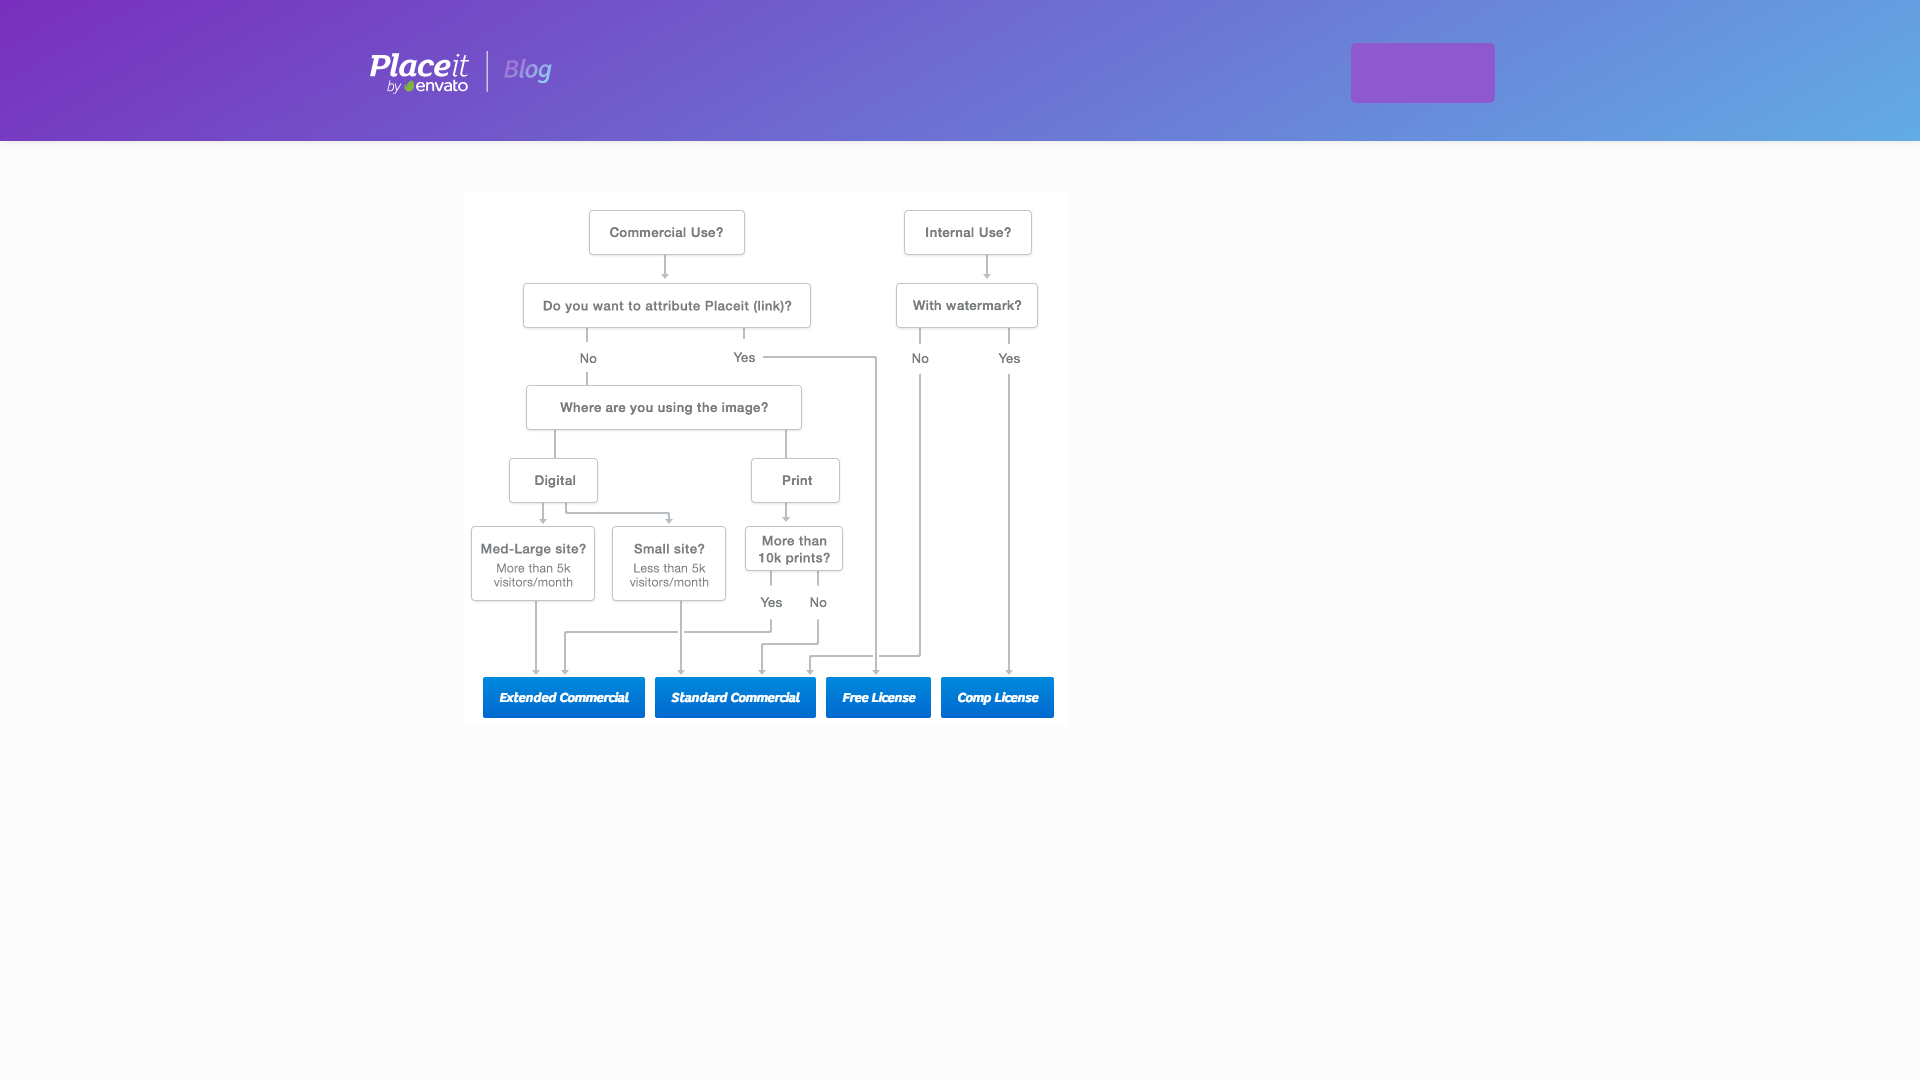 Placeit
by envato
Blog
Commercial Use?
Internal Use?
Do you want to attribute Placeit (link)?
With watermark?
No
Yes
No
Yes
Where are you using the image?
Digital
Print
Med-Large site?
More than 5k
visitors/month
Small site?
Less than 5k
visitors/month
More than
10k prints?
Yes
No
Extended Commercial
Standard Commercial
Free License
Comp License